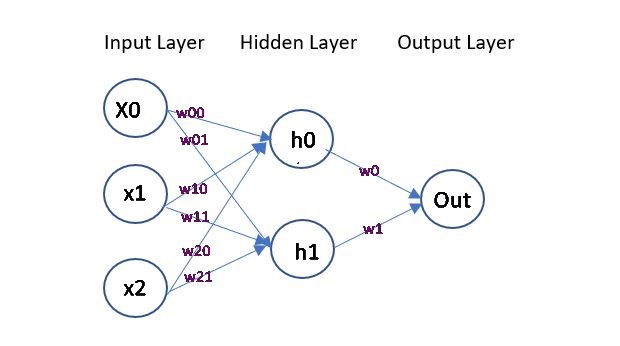 Input Layer Hidden Layer Output Layer
X0
w00
w01
h0
x1
w10
w11
w0
Out
w1
w20
h1
w21
x2